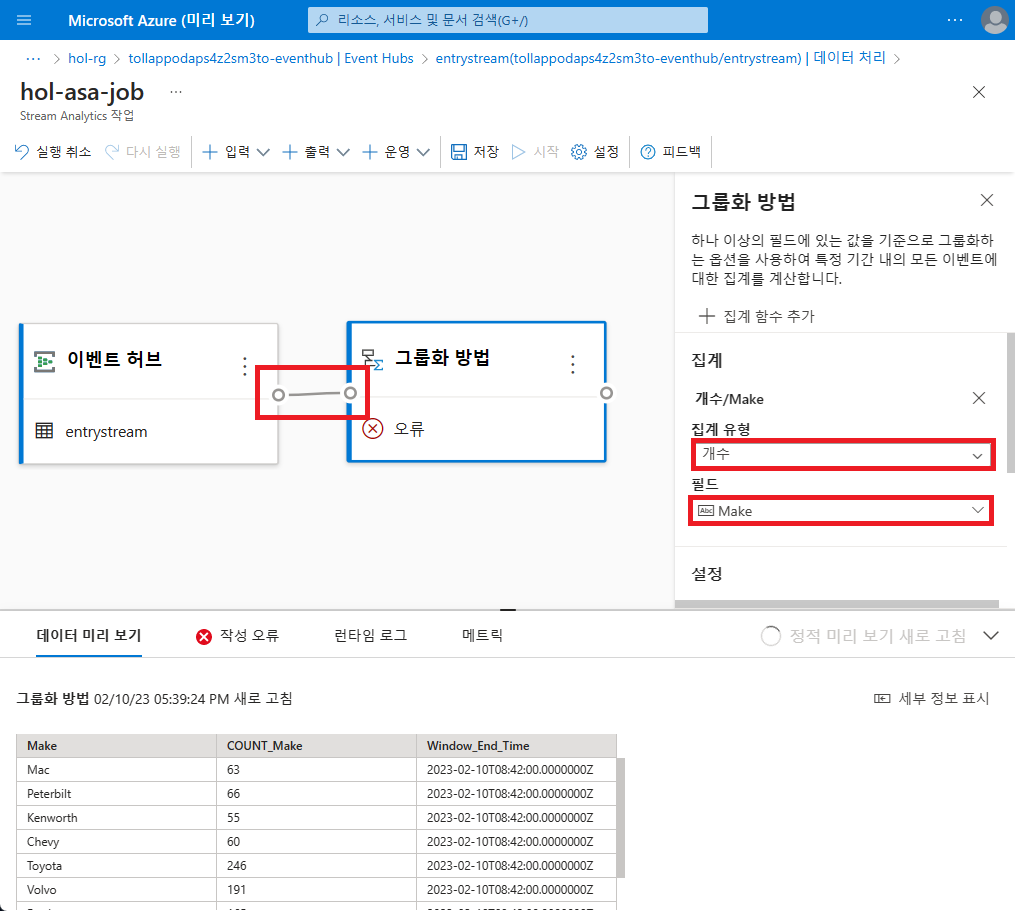 Microsoft Azure (미리 보기)
리소스, 서비스 및 문서 검색(G+/)
hol-rg
tollappodaps4z2sm3to-eventhub | Event Hubs
entrystream(tollappodaps4z2sm3to-eventhub/entrystream) | 데이터 처리
hol-asa-job
Stream Analytics 작업
실행 취소
다시 실행
입력
출력
운영
저장
시작
설정
피드백
이벤트 허브
entrystream
그룹화 방법
오류
그룹화 방법
하나 이상의 필드에 있는 값을 기준으로 그룹화하
는 옵션을 사용하여 특정 기간 내의 모든 이벤트에
대한 집계를 계산합니다.
집계 함수 추가
집계
개수/Make
집계 유형
개수
필드
Abc Make
설정
데이터 미리 보기
작성 오류
런타임 로그
메트릭
정적 미리 보기 새로 고침
그룹화 방법 02/10/23 05:39:24 PM 새로 고침
세부 정보 표시
Make COUNT_Make Window_End_Time
Mac 63 2023-02-10T08:42:00.0000000Z
Peterbilt 66 2023-02-10T08:42:00.0000000Z
Kenworth 55 2023-02-10T08:42:00.0000000Z
Chevy 60 2023-02-10T08:42:00.0000000Z
Toyota 246 2023-02-10T08:42:00.0000000Z
Volvo 191 2023-02-10T08:42:00.0000000Z